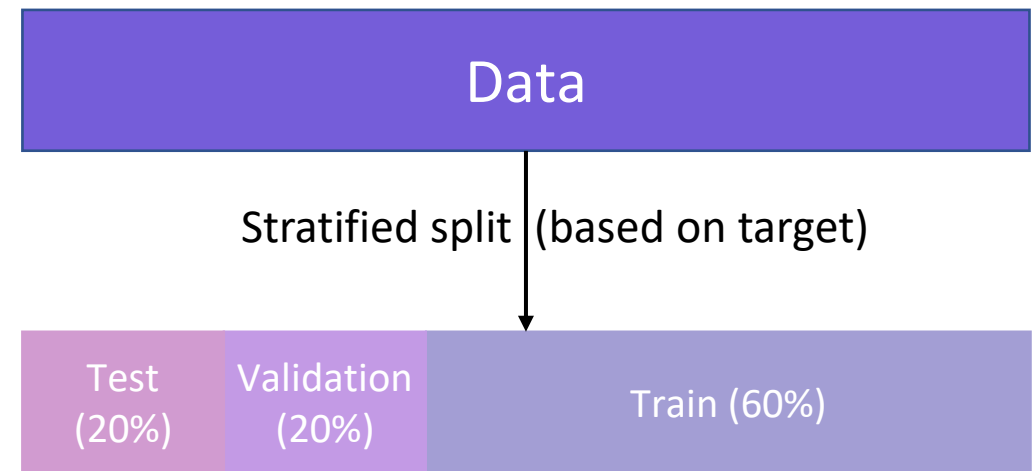 Data
Stratified split (based on target)
Test
(20%)
Validation
(20%)
Train (60%)